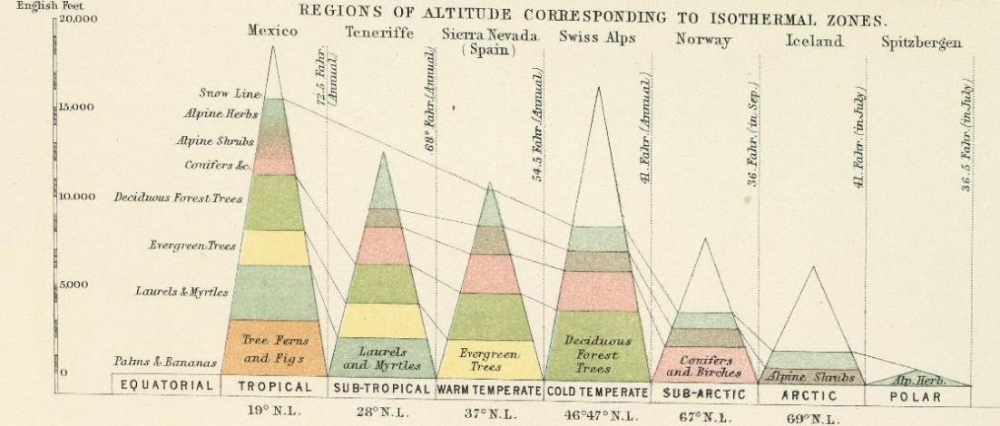 English Feet
REGIONS OF ALTITUDE CORRESPONDING TO ISOTHERMAL ZONES.
20,000
15,000
10,000
5000
0
Mexico
Teneriffe
Sierra Nevada
(Spain)
Swiss Alps
Norway
Iceland
Spitzbergen
72.5 Fahr.
(Annual)
68° Fahr.(Annual)
54.5 Fahr.(Annual)
41. Fahr.(Annual)
36. Fahr.(in Sep.)
41. Fahr.(in July)
36.5 Fahr.(in July)
Snow Line
Alpine Herbs
Alpine Shrubs
Conifers &c.
Deciduous Forest Trees
Evergreen Trees
Laurels & Myrtles
Palms & Bananas
Tree Ferns
and Figs
Laurels
and Myrtles
Evergreen
Trees
Deciduous
Forest
Trees
Conifers
and Birches
Alpine Shrubs
Alp. Herb.
EQUATORIAL
TROPICAL
SUB-TROPICAL
WARM TEMPERATE
COLD TEMPERATE
SUB-ARCTIC
ARCTIC
POLAR
19° N.L.
28° N.L.
37° N.L.
46°47° N.L.
67° N.L.
69° N.L.